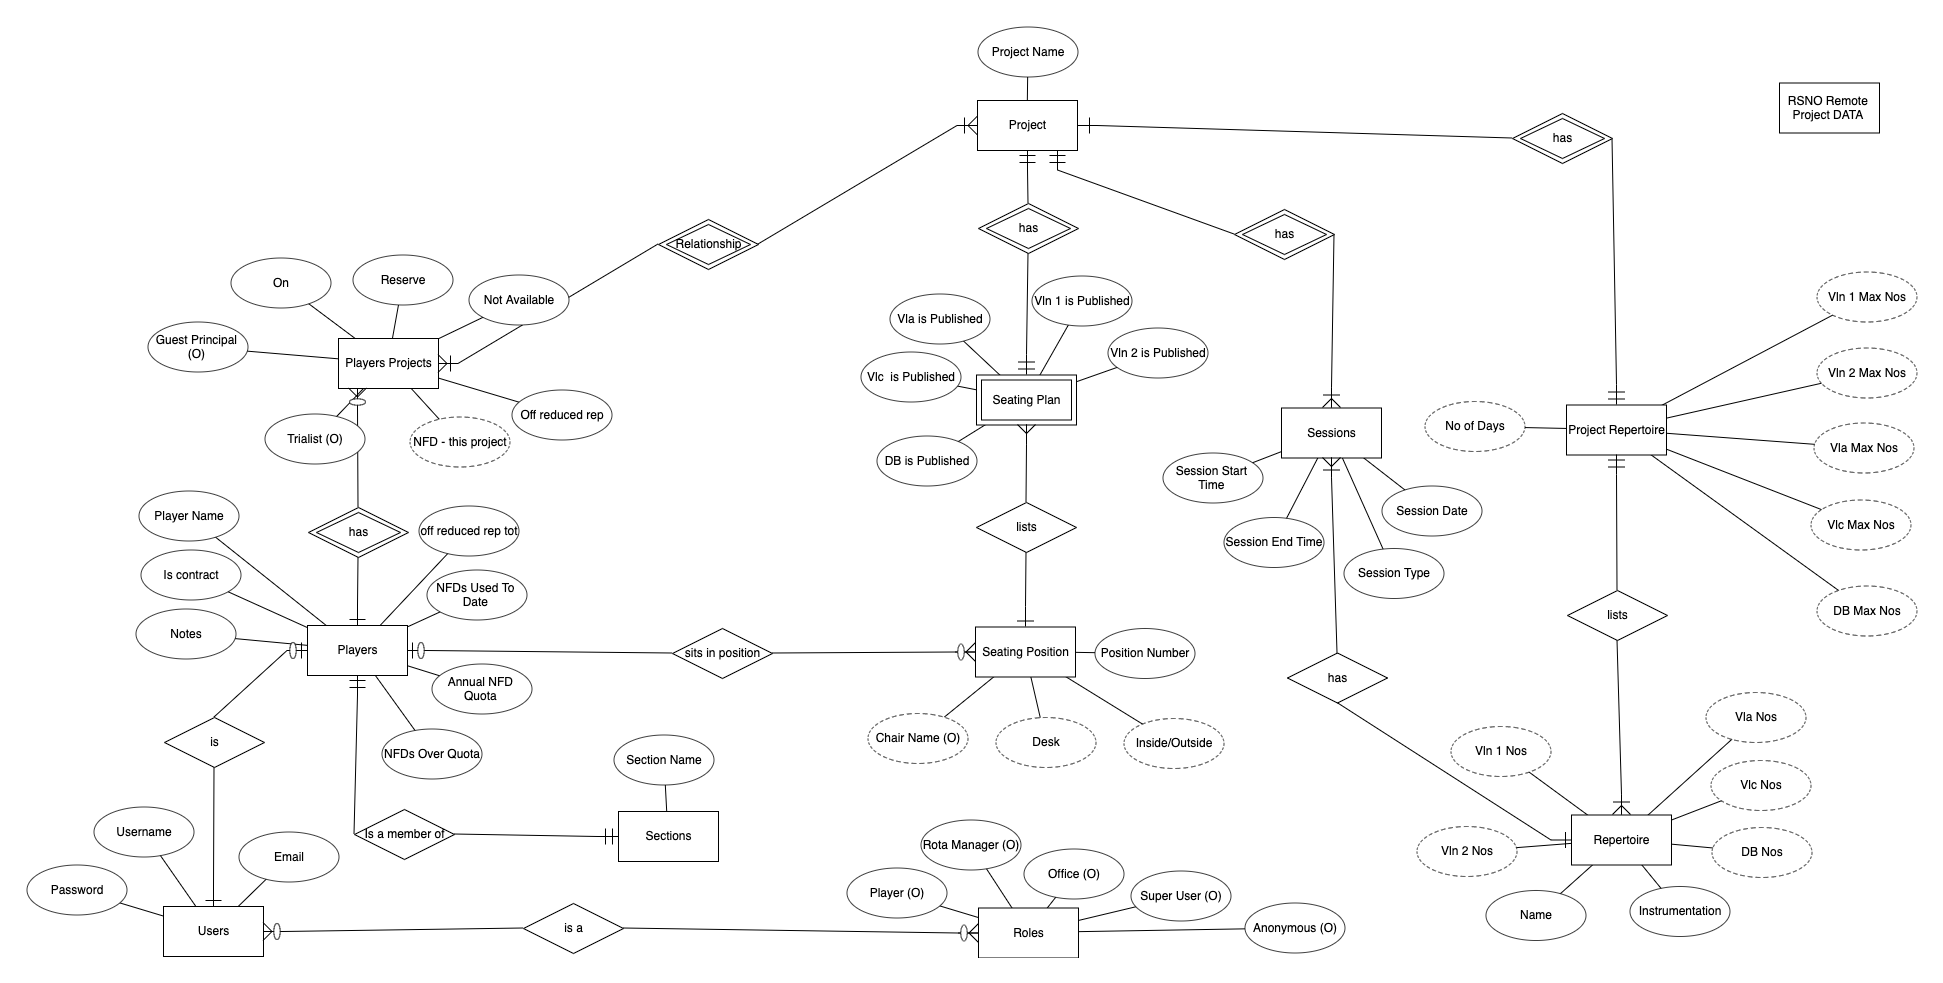 Project Name
RSNO Remote
Project DATA
Project
has
has
has
Relationship
On
Reserve
Not Available
Guest Principal
(O)
Players Projects
Trialist (O)
NFD - this project
Off reduced rep
Vla is Published
Vln 1 is Published
Vln 2 is Published
Vlc  is Published
Seating Plan
DB is Published
Sessions
Session Start
Time
Session End Time
Session Type
Session Date
No of Days
Project Repertoire
Vln 1 Max Nos
Vln 2 Max Nos
Vla Max Nos
Vlc Max Nos
DB Max Nos
Player Name
Is contract
Notes
has
off reduced rep tot
NFDs Used To
Date
Players
Annual NFD
Quota
NFDs Over Quota
sits in position
lists
Seating Position
Position Number
Chair Name (O)
Desk
Inside/Outside
has
lists
is
Is a member of
Section Name
Sections
Username
Email
Password
Users
is a
Rota Manager (O)
Player (O)
Office (O)
Super User (O)
Anonymous (O)
Roles
Vln 1 Nos
Vla Nos
Vlc Nos
Vln 2 Nos
Repertoire
DB Nos
Name
Instrumentation